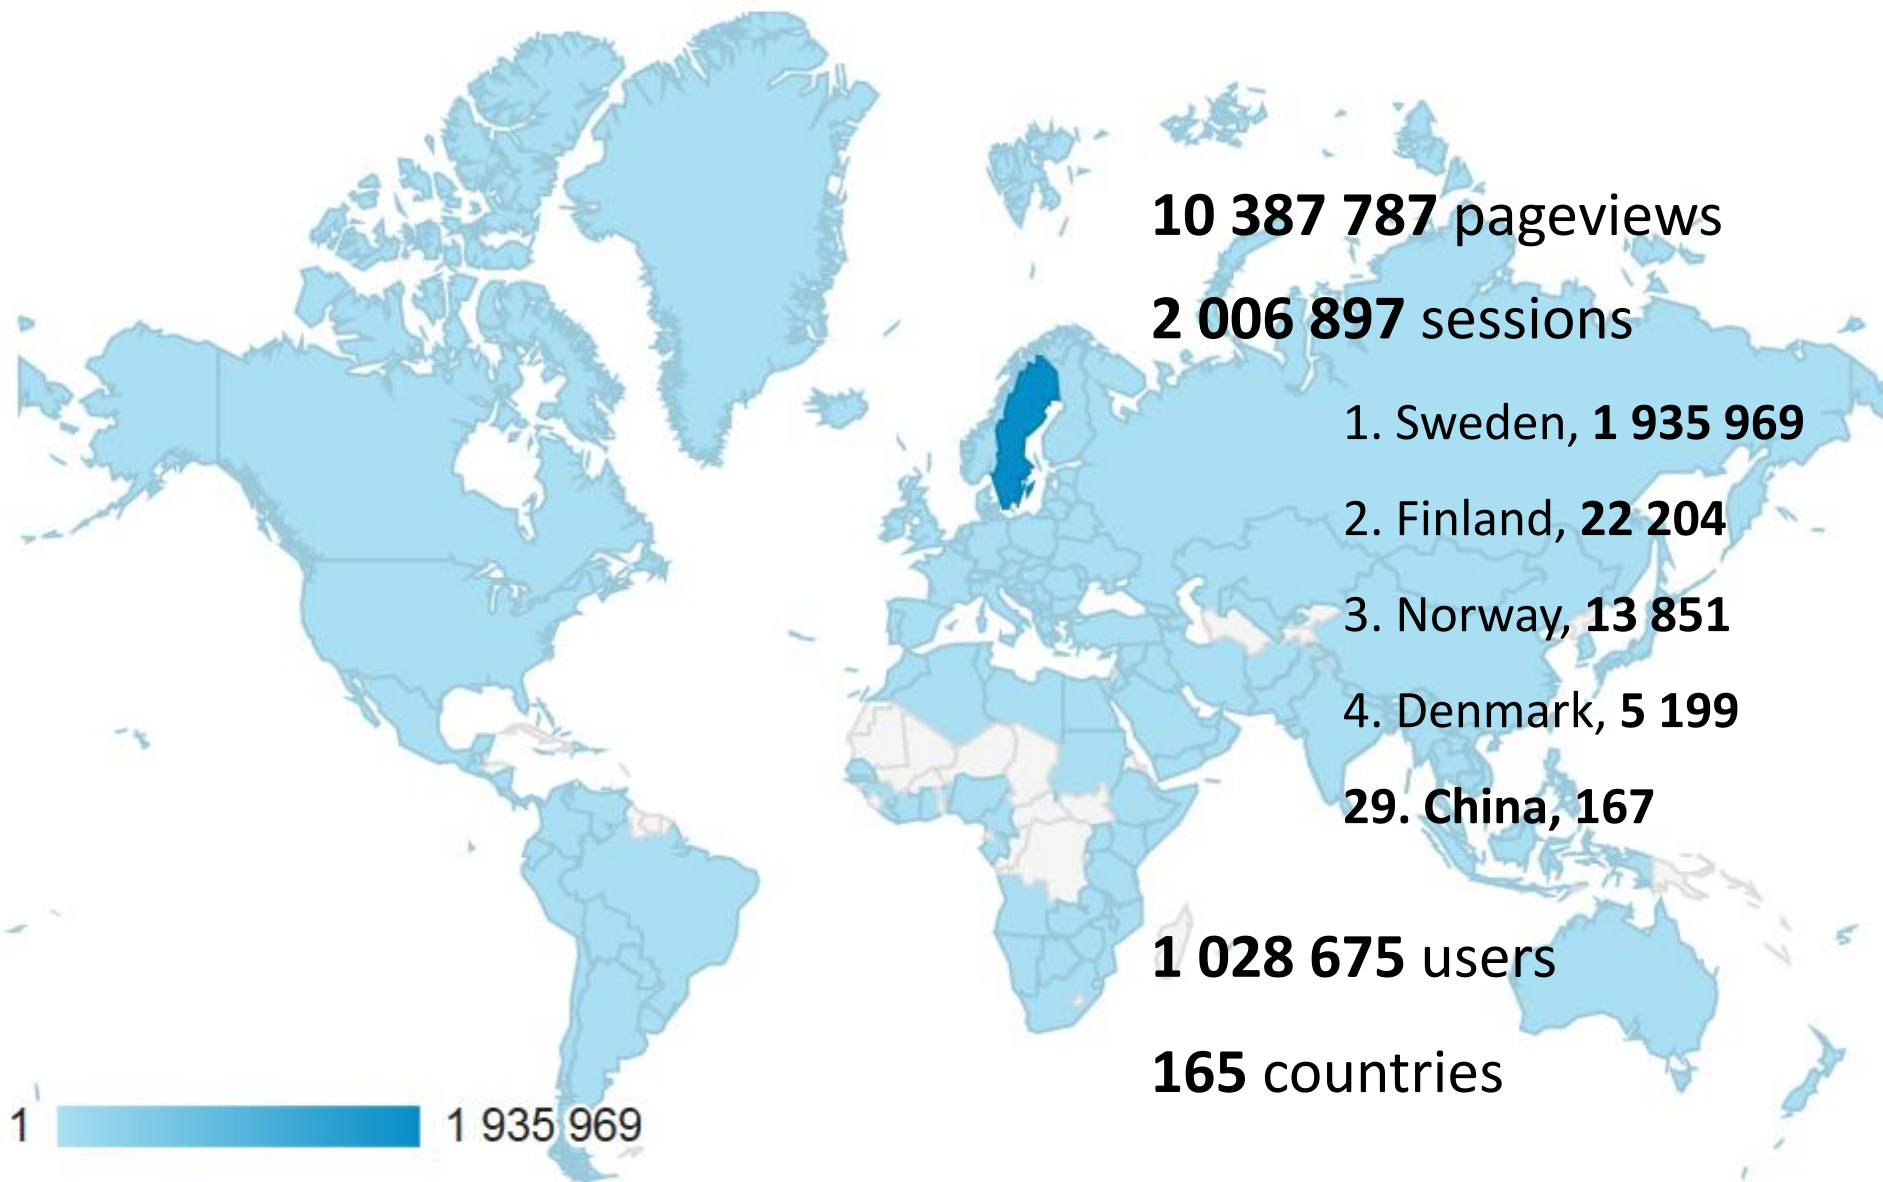 10 387 787 pageviews
2 006 897 sessions
1. Sweden, 1 935 969
2. Finland, 22 204
3. Norway, 13 851
4. Denmark, 5 199
29. China, 167
1 028 675 users
165 countries
1 1 935 969